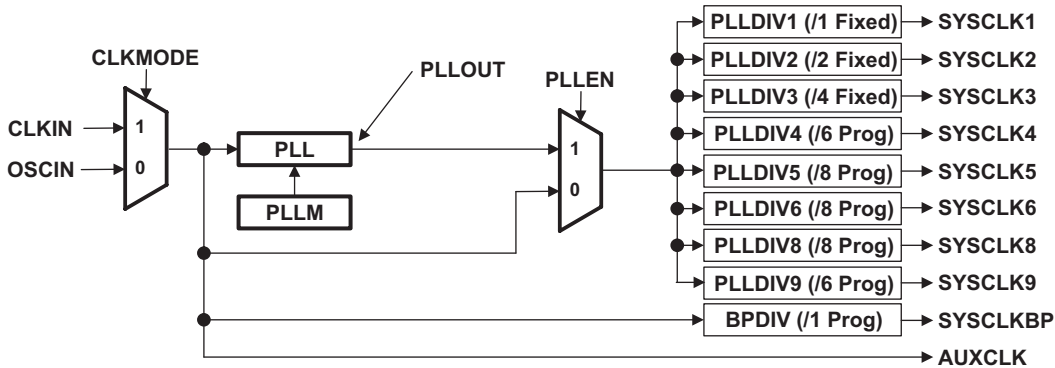 PLLDIV1 (/1 Fixed) SYSCLK1
CLKMODE
PLLOUT
PLLEN
PLLDIV2 (/2 Fixed) SYSCLK2
PLLDIV3 (/4 Fixed) SYSCLK3
CLKIN 1
PLLDIV4 (/6 Prog) SYSCLK4
OSCIN 0
PLL
1
PLLDIV5 (/8 Prog) SYSCLK5
0
PLLM
PLLDIV6 (/8 Prog) SYSCLK6
PLLDIV8 (/8 Prog) SYSCLK8
PLLDIV9 (/6 Prog) SYSCLK9
BPDIV (/1 Prog) SYSCLKBP
AUXCLK